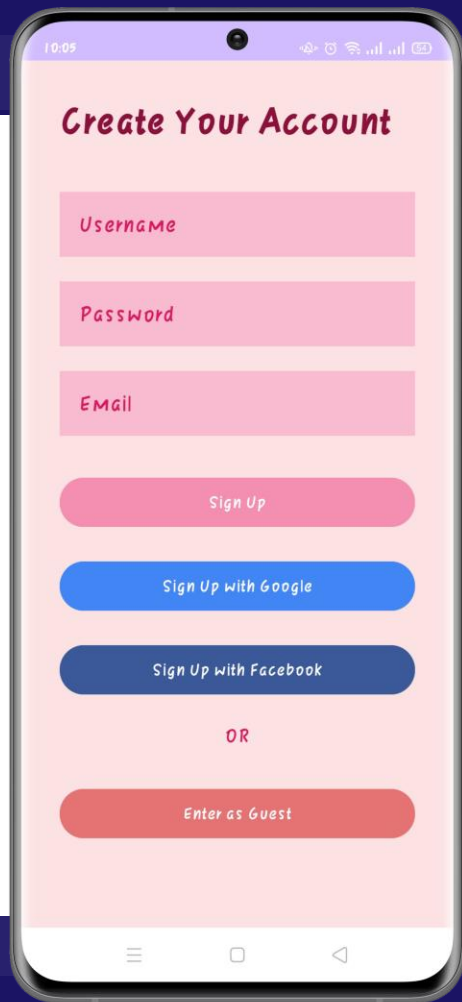 10:05
54
Create Your Account
Username
Password
Email
Sign Up
Sign Up with Google
Sign Up with Facebook
OR
Enter as Guest